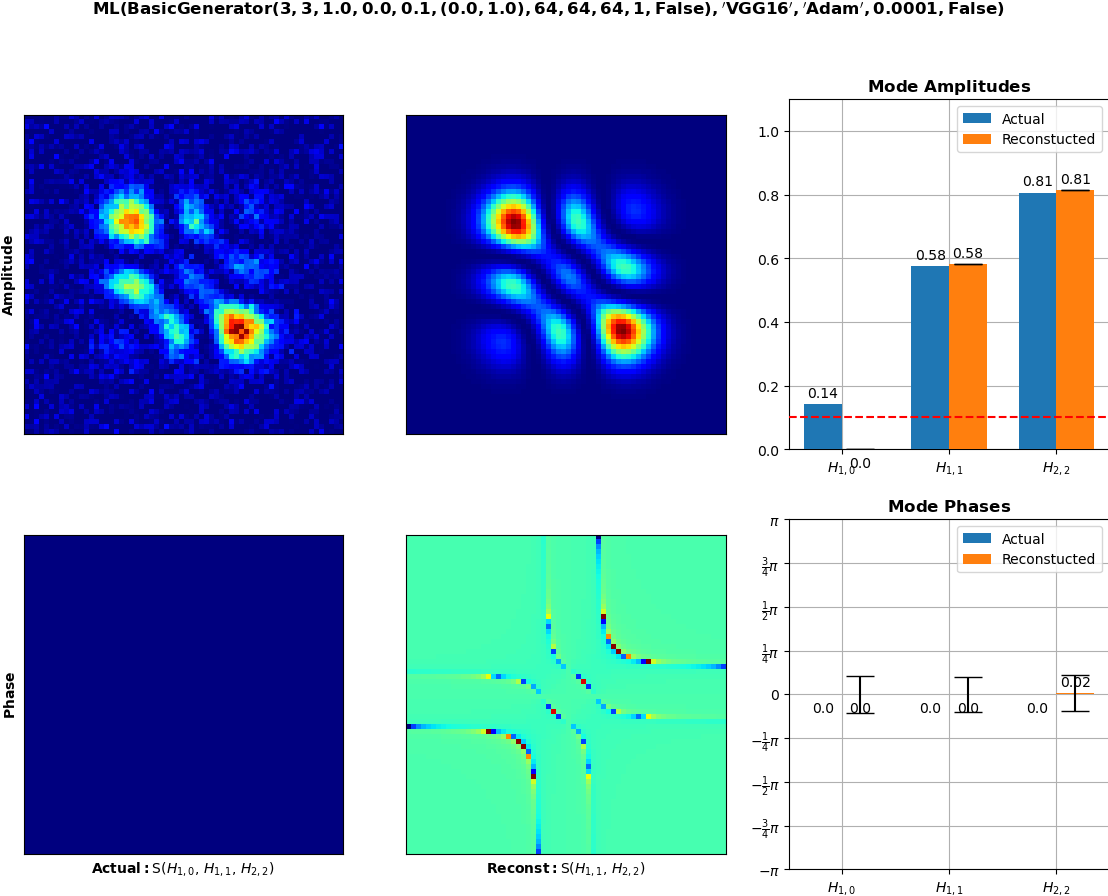 ML(BasicGenerator(3, 3, 1.0, 0.0, 0.1, (0.0, 1.0), 64, 64, 64, 1, False), ′VGG16′, ′Adam′, 0.0001, False)
Amplitude
Mode Amplitudes
Actual
Reconstucted
1.0
0.8
0.6
0.4
0.2
0.0
0.14
0.0
0.58
0.58
0.81
0.81
H1,0
H1,1
H2,2
Phase
Actual: S(H1,0, H1,1, H2,2)
Reconst: S(H1,1, H2,2)
Mode Phases
Actual
Reconstucted
π
3/4π
1/2π
1/4π
0
−1/4π
−1/2π
−3/4π
−π
0.0
0.0
0.0
0.0
0.0
0.02
H1,0
H1,1
H2,2